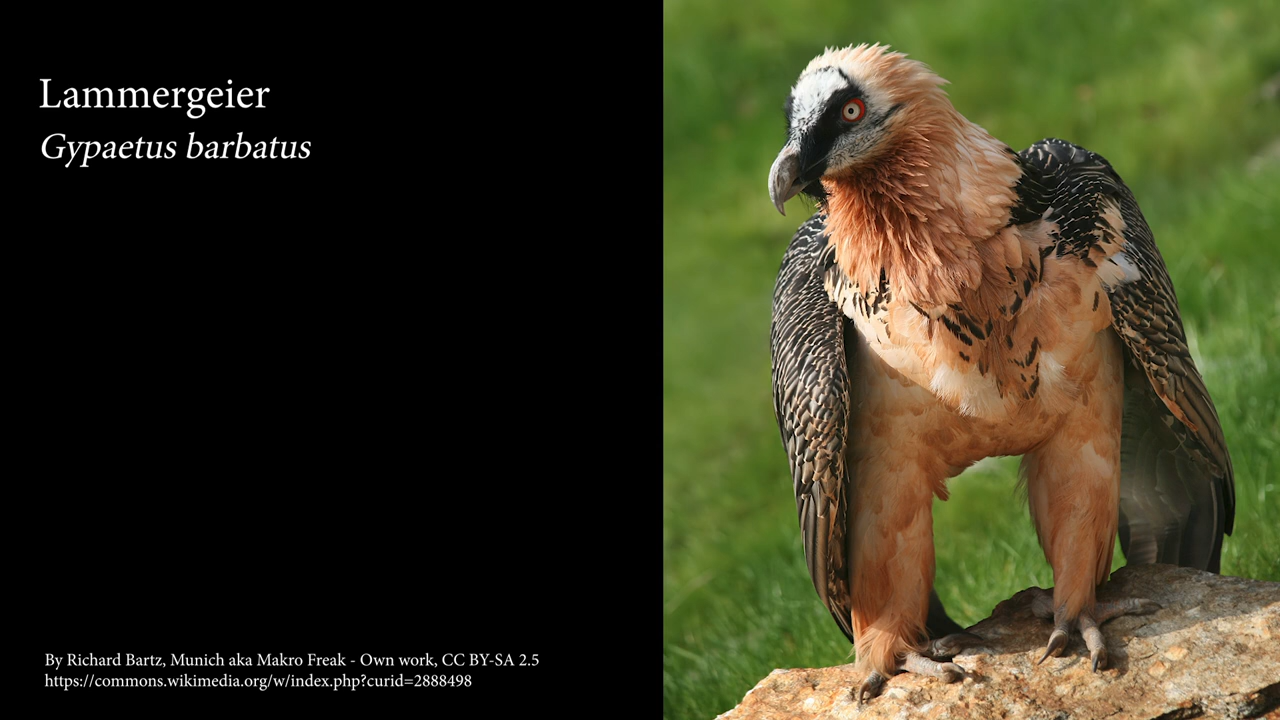 Lammergeier
Gypaetus barbatus
By Richard Bartz, Munich aka Makro Freak - Own work, CC BY-SA 2.5
https://commons.wikimedia.org/w/index.php?curid=2888498